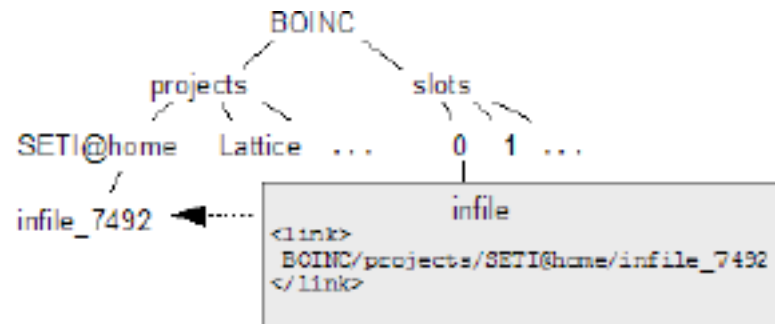 BOINC
projects slots
SETI@home Lattice ... 0 1 ...
infile_7492 infile
<link>
BOINC/projects/SETI@home/infile_7492
</link>